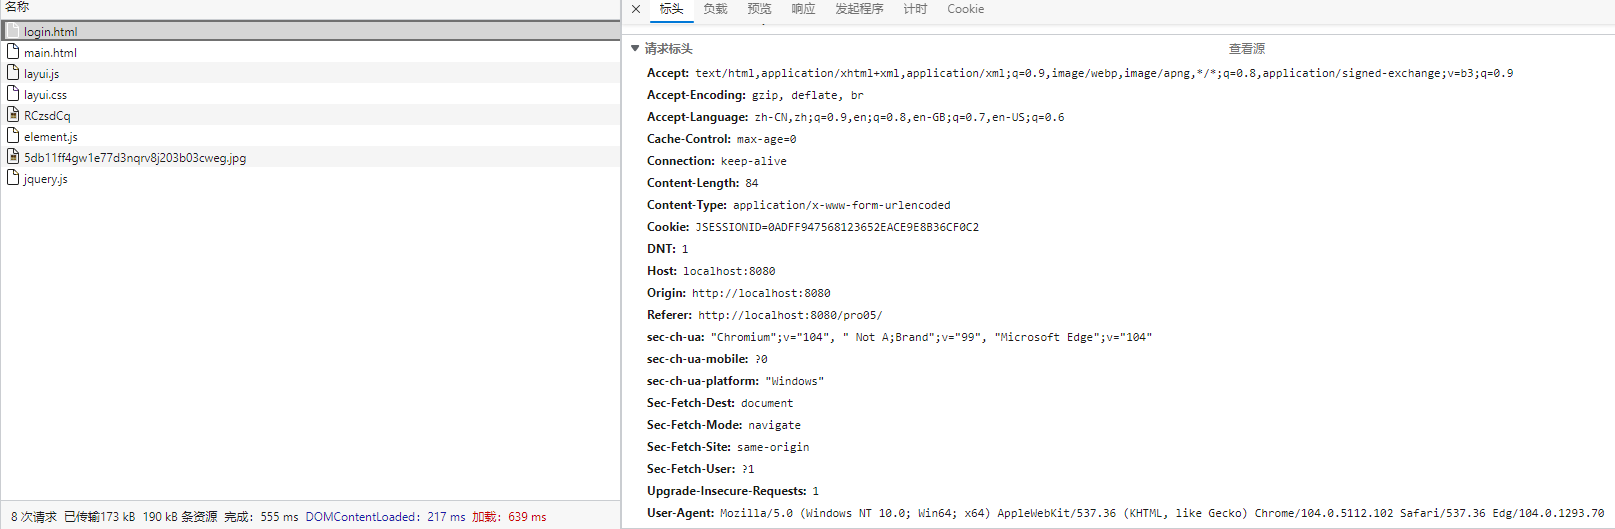 名称
login.html
main.html
layui.js
layui.css
RCzsdCq
element.js
5db11ff4gw1e77d3nqrv8j203b03cweg.jpg
jquery.js
8 次请求 已传输173 kB 190 kB 条资源 完成：555 ms DOMContentLoaded：217 ms 加载：639 ms
× 标头 负载 预览 响应 发起程序 计时 Cookie
▼ 请求标头 查看源
Accept: text/html,application/xhtml+xml,application/xml;q=0.9,image/webp,image/apng,*/*;q=0.8,application/signed-exchange;v=b3;q=0.9
Accept-Encoding: gzip, deflate, br
Accept-Language: zh-CN,zh;q=0.9,en;q=0.8,en-GB;q=0.7,en-US;q=0.6
Cache-Control: max-age=0
Connection: keep-alive
Content-Length: 84
Content-Type: application/x-www-form-urlencoded
Cookie: JSESSIONID=0ADFF947568123652EACE9E8B36CF0C2
DNT: 1
Host: localhost:8080
Origin: http://localhost:8080
Referer: http://localhost:8080/pro05/
sec-ch-ua: "Chromium";v="104", " Not A;Brand";v="99", "Microsoft Edge";v="104"
sec-ch-ua-mobile: ?0
sec-ch-ua-platform: "Windows"
Sec-Fetch-Dest: document
Sec-Fetch-Mode: navigate
Sec-Fetch-Site: same-origin
Sec-Fetch-User: ?1
Upgrade-Insecure-Requests: 1
User-Agent: Mozilla/5.0 (Windows NT 10.0; Win64; x64) AppleWebKit/537.36 (KHTML, like Gecko) Chrome/104.0.5112.102 Safari/537.36 Edg/104.0.1293.70